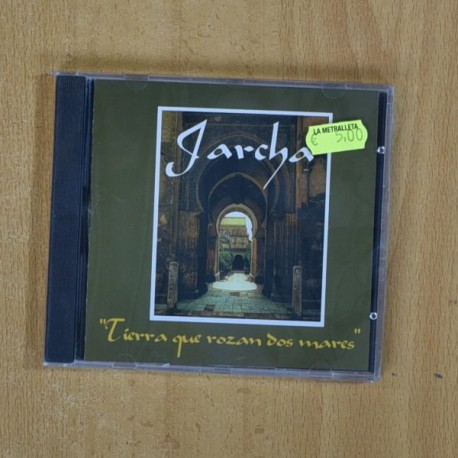 Jarcha
LA METRALLETA
€ 5,00
"Tierra que rozan dos mares"